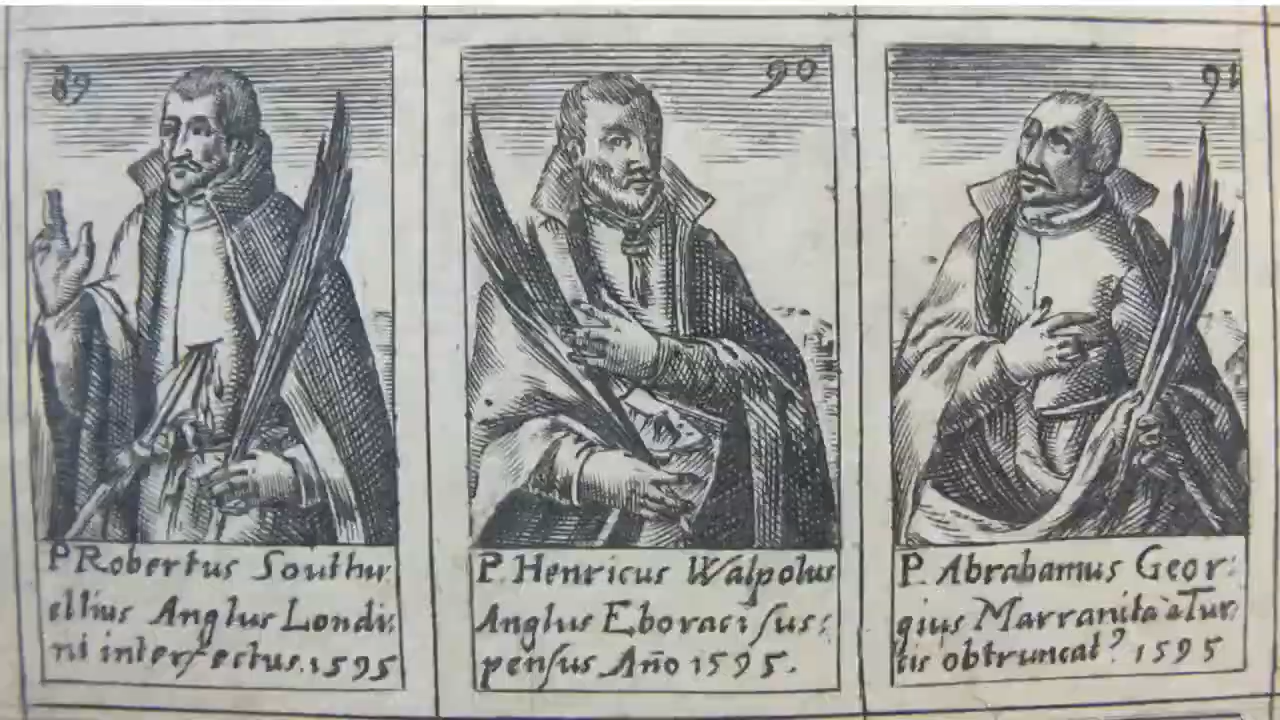 89
P Robertus Southu
ellius Anglus Londi:
ni interfectus. 1595
90
P. Henricus Walpolus
Anglus Eboraci sus:
pensus Año 1595.
91
P. Abrahamus Geor:
gius Marranita à Tur:
cis obtruncat? 1595